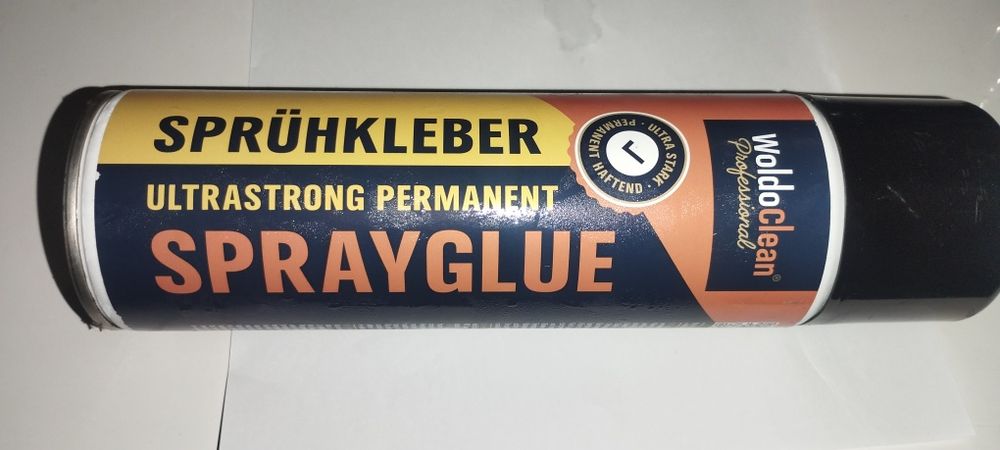 SPRÜHKLEBER
ULTRASTRONG PERMANENT
SPRAYGLUE
ULTRA STARK · PERMANENT HAFTEND ·
WoldoClean®
Professional